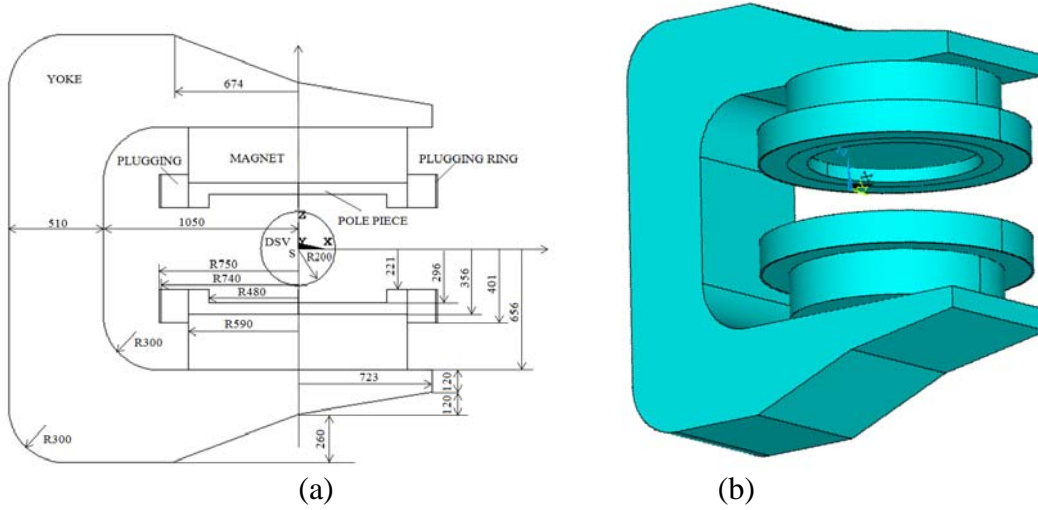 YOKE
674
PLUGGING
MAGNET
PLUGGING RING
510
1050
Z
POLE PIECE
DSV
Y
X
S
R200
R750
R740
R480
R590
221
296
356
401
656
R300
723
120
120
R300
260
(a)
(b)